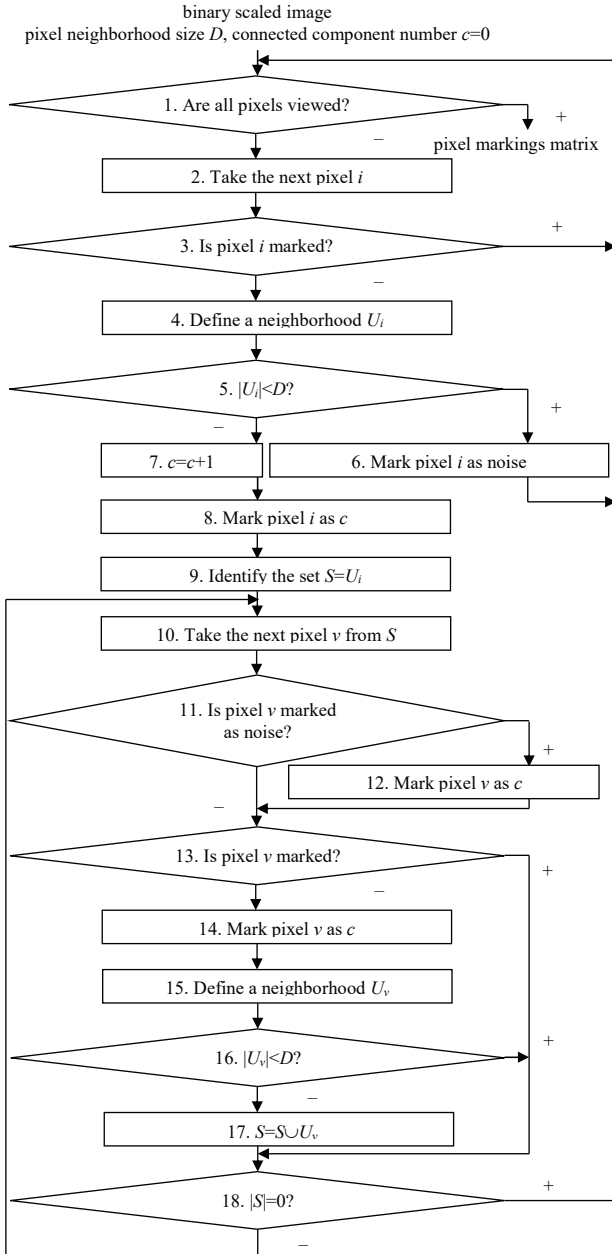 binary scaled image
pixel neighborhood size D, connected component number c=0
1. Are all pixels viewed?
+
–
pixel markings matrix
2. Take the next pixel i
3. Is pixel i marked?
+
–
4. Define a neighborhood Uᵢ
5. |Uᵢ|<D?
+
–
7. c=c+1
6. Mark pixel i as noise
8. Mark pixel i as c
9. Identify the set S=Uᵢ
10. Take the next pixel v from S
11. Is pixel v marked
as noise?
+
12. Mark pixel v as c
–
13. Is pixel v marked?
+
–
14. Mark pixel v as c
15. Define a neighborhood Uᵥ
16. |Uᵥ|<D?
+
–
17. S=S∪Uᵥ
18. |S|=0?
+
–